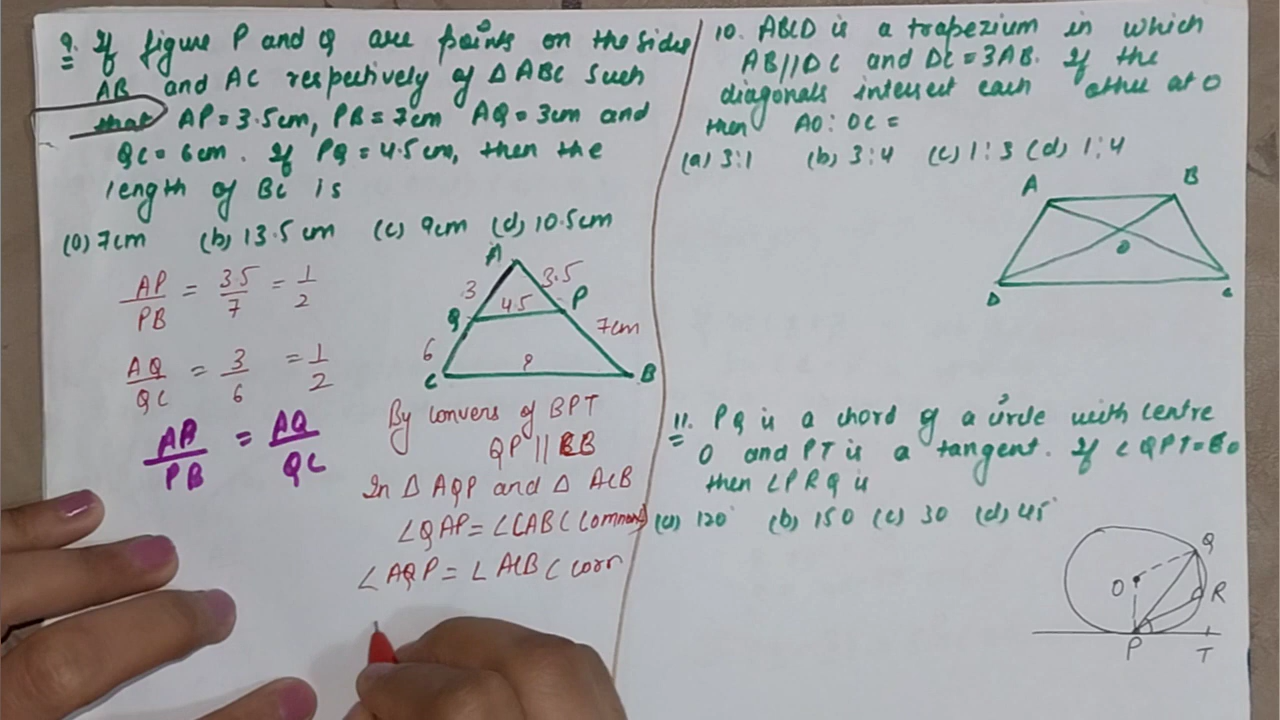 9. If figure P and Q are points on the sides
AB and AC respectively of Δ ABC such
that AP = 3.5cm, PB = 7cm AQ = 3cm and
QC = 6cm. If PQ = 4.5 cm, then the
length of BC is
(a) 7cm (b) 13.5 cm (c) 9cm (d) 10.5cm
AP/PB = 3.5/7 = 1/2
AQ/QC = 3/6 = 1/2
AP/PB = AQ/QC
A
3
3.5
Q
4.5
P
7cm
6
C
?
B
By convers of BPT
QP || CB
In Δ AQP and Δ ACB
∠QAP = ∠CAB (common)
∠AQP = ∠ACB (corr
10. ABCD is a trapezium in which
AB//DC and DC = 3AB. If the
diagonals intersect each other at O
then AO : OC =
(a) 3:1 (b) 3:4 (c) 1:3 (d) 1:4
A
B
O
D
C
11. PQ is a chord of a circle with centre
O and PT is a tangent. If ∠QPT=60
then ∠PRQ is
(a) 120° (b) 150 (c) 30 (d) 45°
Q
O
R
P
T